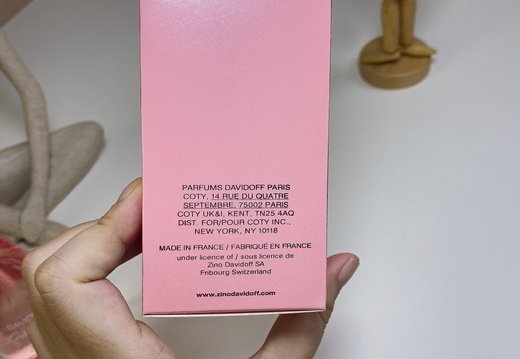 PARFUMS DAVIDOFF PARIS
COTY, 14 RUE DU QUATRE
SEPTEMBRE, 75002 PARIS
COTY UK&I, KENT, TN25 4AQ
DIST. FOR/POUR COTY INC.,
NEW YORK, NY 10118
MADE IN FRANCE / FABRIQUÉ EN FRANCE
under licence of / sous licence de
Zino Davidoff SA
Fribourg Switzerland
www.zinodavidoff.com